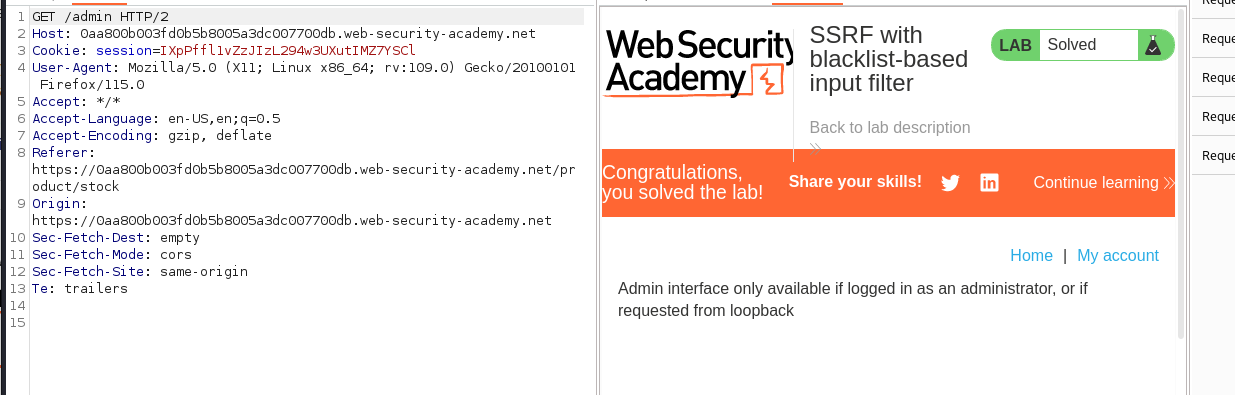 1 GET /admin HTTP/2
2 Host: 0aa800b003fd0b5b8005a3dc007700db.web-security-academy.net
3 Cookie: session=IXpPffl1vZzJIzL294w3UXutIMZ7YSCl
4 User-Agent: Mozilla/5.0 (X11; Linux x86_64; rv:109.0) Gecko/20100101
Firefox/115.0
5 Accept: */*
6 Accept-Language: en-US,en;q=0.5
7 Accept-Encoding: gzip, deflate
8 Referer:
https://0aa800b003fd0b5b8005a3dc007700db.web-security-academy.net/pr
oduct/stock
9 Origin:
https://0aa800b003fd0b5b8005a3dc007700db.web-security-academy.net
10 Sec-Fetch-Dest: empty
11 Sec-Fetch-Mode: cors
12 Sec-Fetch-Site: same-origin
13 Te: trailers
14
15
Web Security
Academy
SSRF with
blacklist-based
input filter
LAB Solved
Back to lab description
Congratulations,
you solved the lab!
Share your skills!
Continue learning
Home | My account
Admin interface only available if logged in as an administrator, or if
requested from loopback
Reque
Reque
Reque
Reque